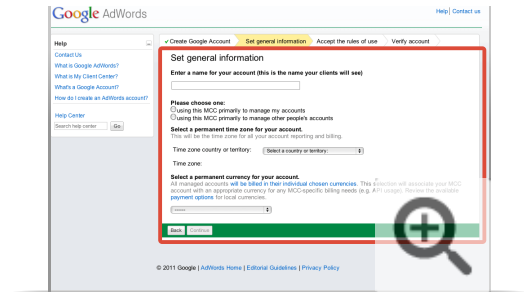 Google AdWords
Help | Contact us
Help
Contact Us
What is Google AdWords?
What is My Client Center?
What's a Google Account?
How do I create an AdWords account?
Help Center
Search help center Go
✓ Create Google Account Set general information Accept the rules of use Verify account
Set general information
Enter a name for your account (this is the name your clients will see)
Please choose one:
using this MCC primarily to manage my accounts
using this MCC primarily to manage other people's accounts
Select a permanent time zone for your account.
This will be the time zone for all your account reporting and billing.
Time zone country or territory: Select a country or territory:
Time zone:
Select a permanent currency for your account.
All managed accounts will be billed in their individual chosen currencies. This selection will associate your MCC
account with an appropriate currency for any MCC-specific billing needs (e.g. API usage). Review the available
payment options for local currencies.
------
Back Continue
© 2011 Google | AdWords Home | Editorial Guidelines | Privacy Policy